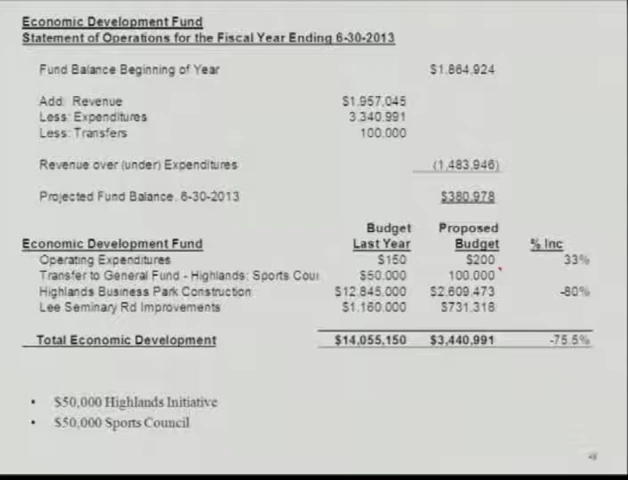 Economic Development Fund
Statement of Operations for the Fiscal Year Ending 6-30-2013
Fund Balance Beginning of Year $1,864,924
Add: Revenue $1,957,045
Less: Expenditures 3,340,991
Less: Transfers 100,000
Revenue over (under) Expenditures (1,483,946)
Projected Fund Balance, 6-30-2013 $380,978
Budget Proposed
Economic Development Fund Last Year Budget % Inc
Operating Expenditures $150 $200 33%
Transfer to General Fund - Highlands; Sports Cour $50,000 100,000
Highlands Business Park Construction $12,845,000 $2,609,473 -80%
Lee Seminary Rd Improvements $1,160,000 $731,318
Total Economic Development $14,055,150 $3,440,991 -75.5%
• $50,000 Highlands Initiative
• $50,000 Sports Council